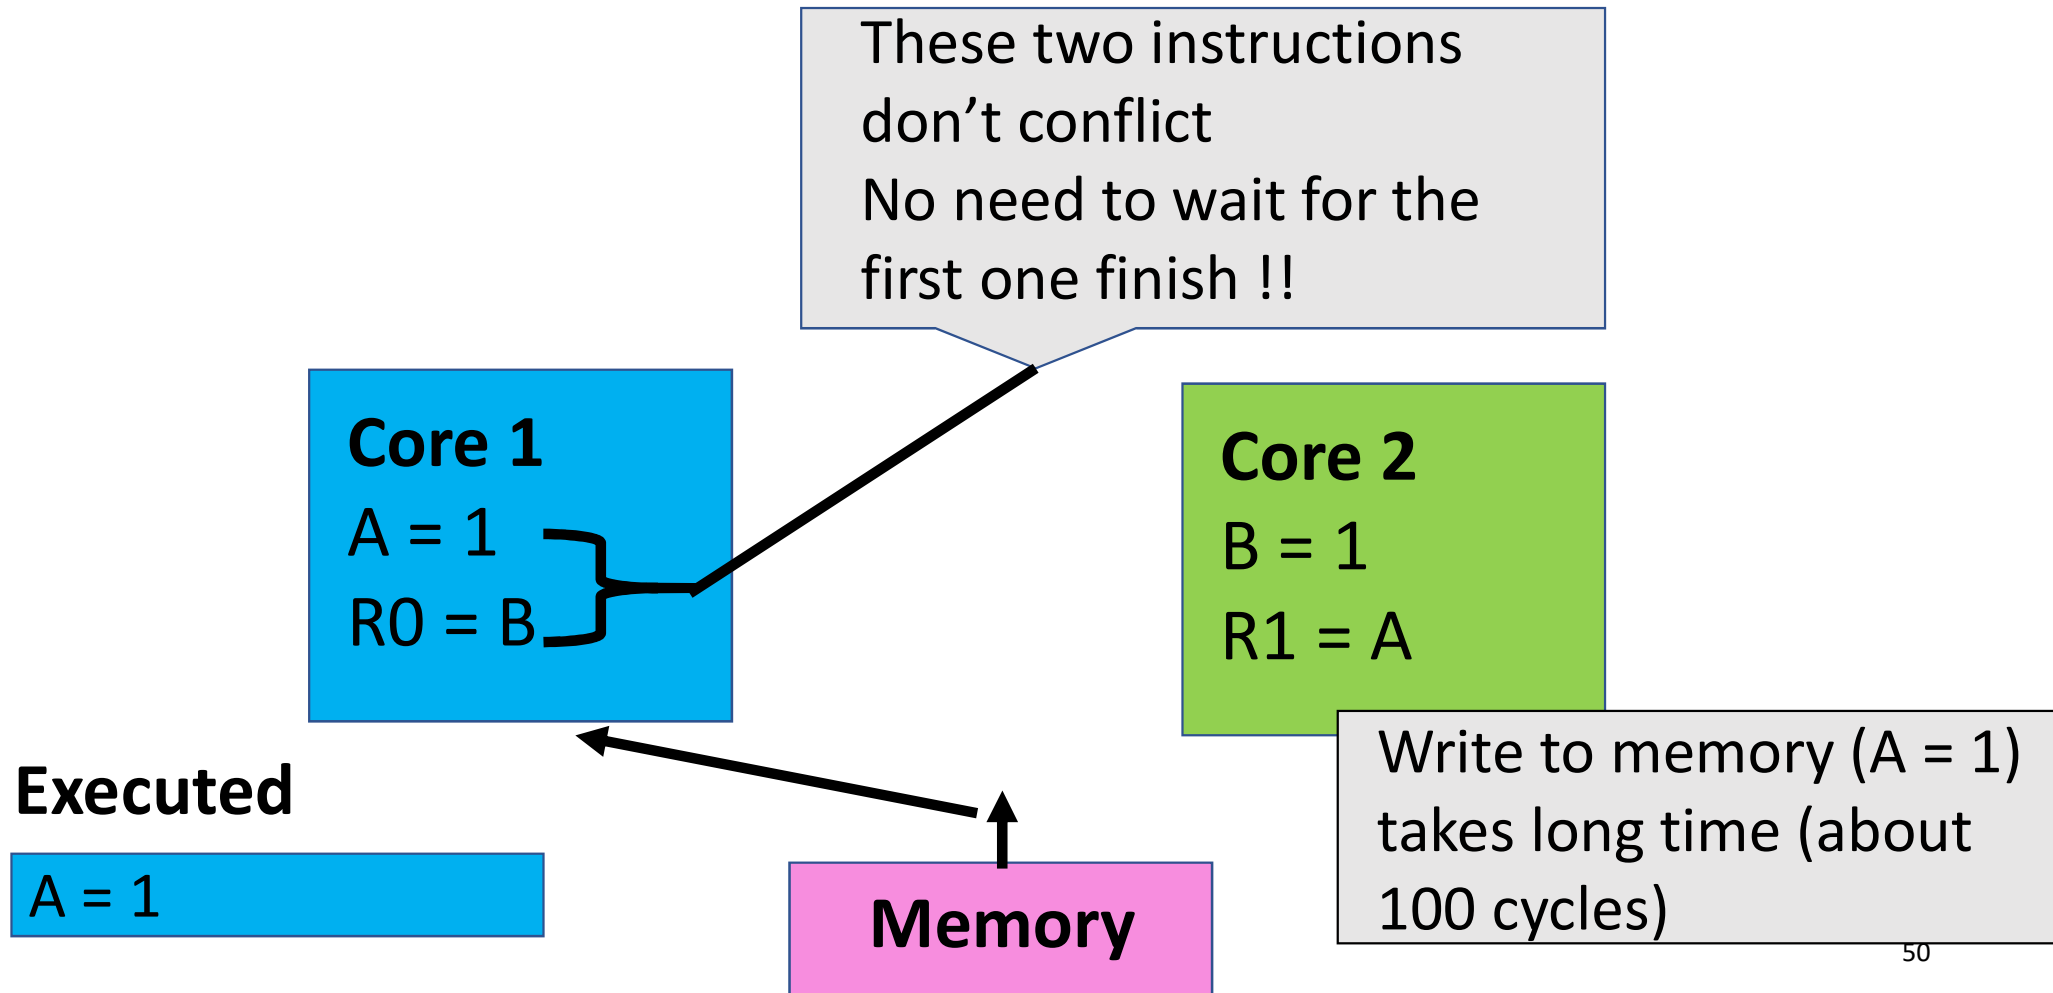 These two instructions
don’t conflict
No need to wait for the
first one finish !!
Core 1
A = 1
R0 = B
Core 2
B = 1
R1 = A
Write to memory (A = 1)
takes long time (about
100 cycles)
Executed
A = 1
Memory
50